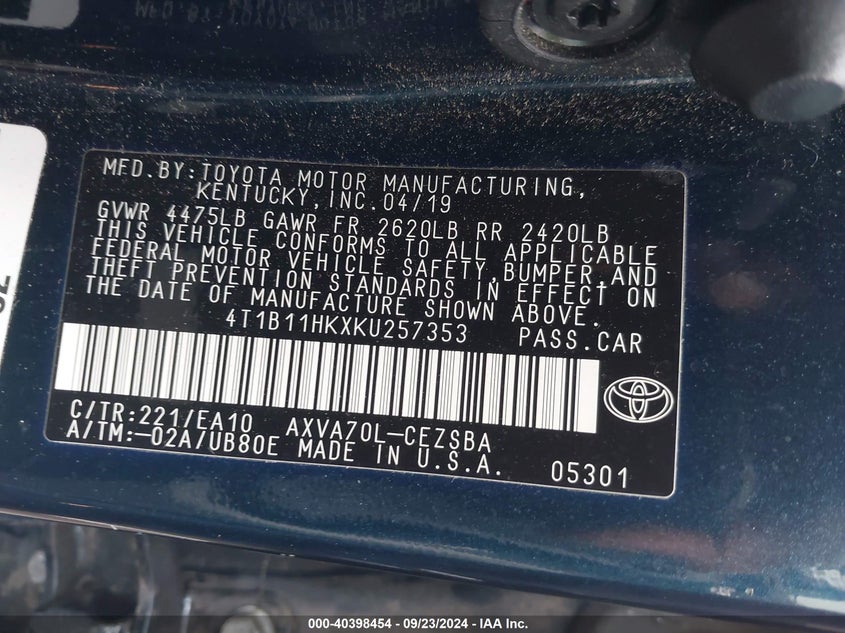 MFD.BY:TOYOTA MOTOR MANUFACTURING,
KENTUCKY,INC.04/19
GVWR 4475LB GAWR FR 2620LB RR 2420LB
THIS VEHICLE CONFORMS TO ALL APPLICABLE
FEDERAL MOTOR VEHICLE SAFETY,BUMPER,AND
THEFT PREVENTION STANDARDS IN EFFECT ON
THE DATE OF MANUFACTURE SHOWN ABOVE.
4T1B11HKXKU257353 PASS.CAR
C/TR:221/EA10 AXVA70L-CEZSBA
A/TM:-02A/UB80E MADE IN U.S.A. 05301
000-40398454 - 09/23/2024 - IAA Inc.